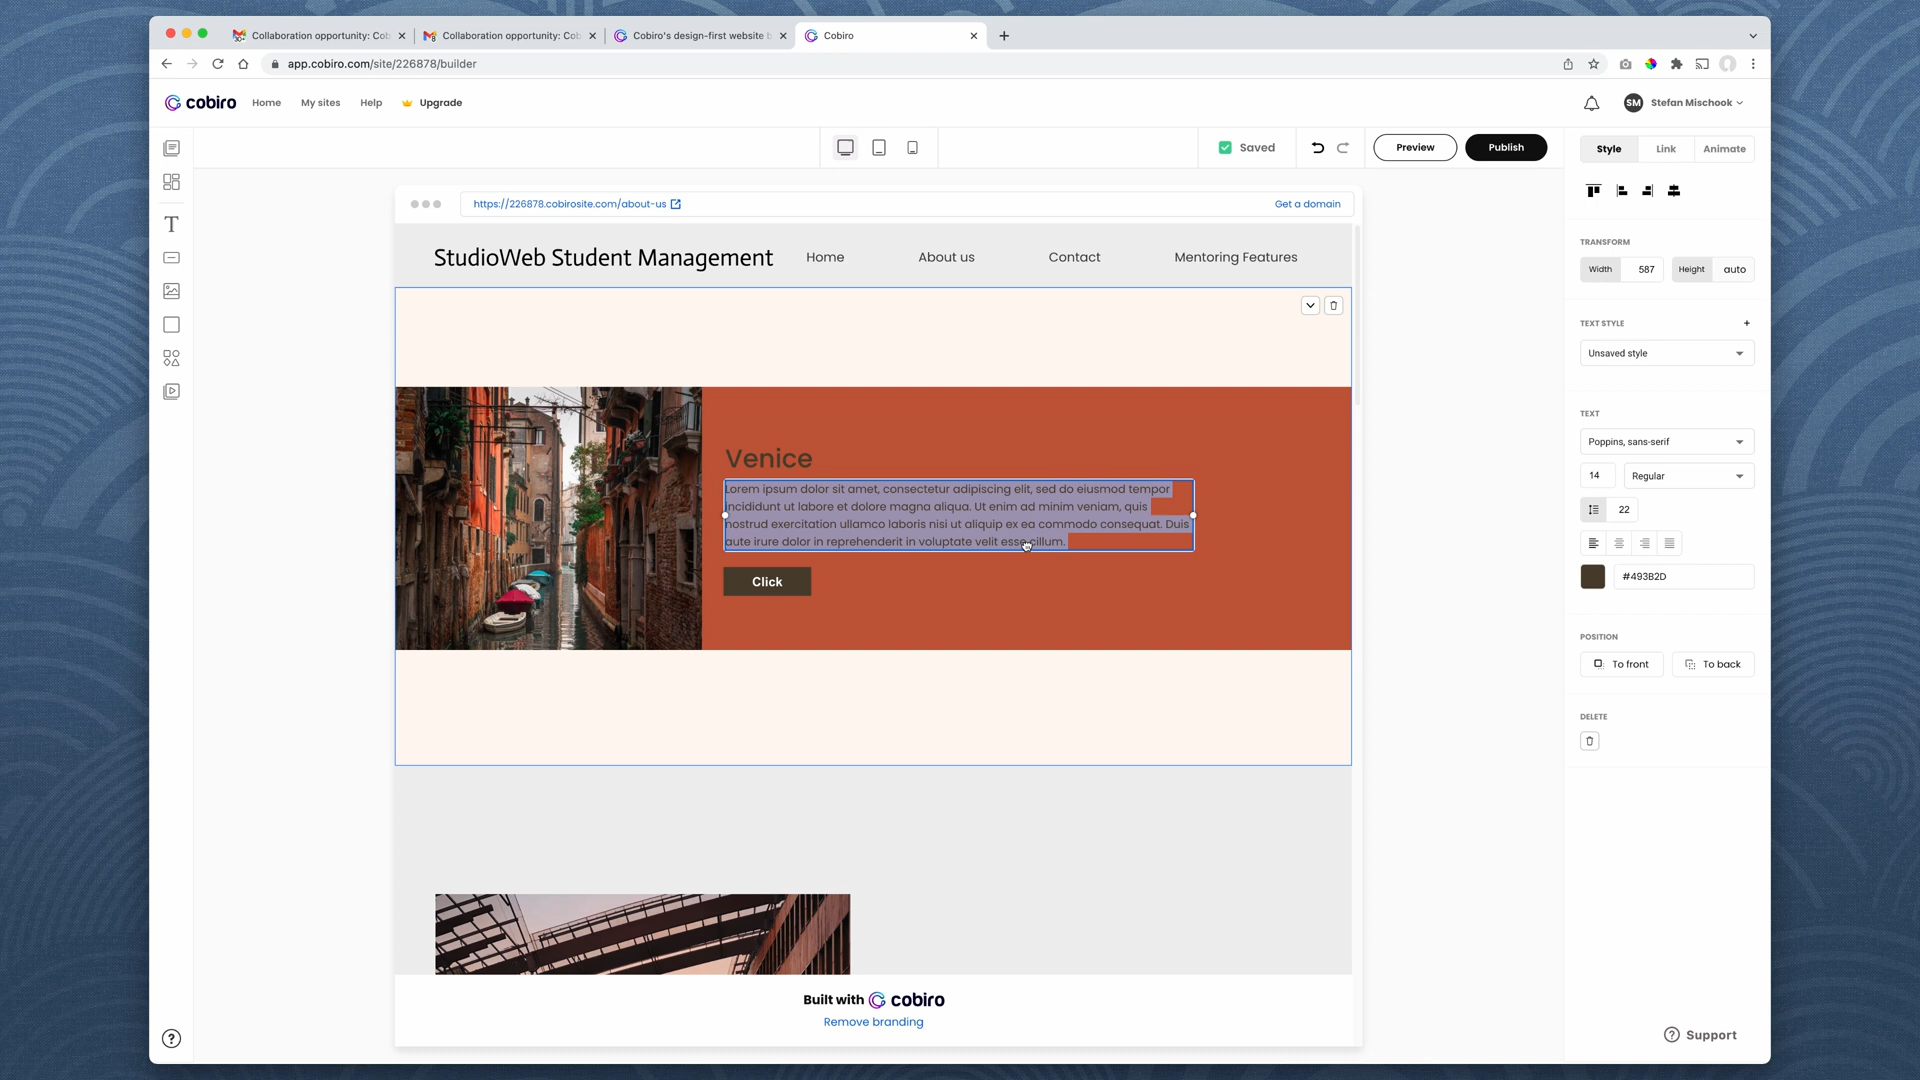 Collaboration opportunity: Cob
Collaboration opportunity: Cob
Cobiro's design-first website b
Cobiro
app.cobiro.com/site/226878/builder
cobiro
Home
My sites
Help
Upgrade
SM
Stefan Mischook
Saved
Preview
Publish
Style
Link
Animate
https://226878.cobirosite.com/about-us
Get a domain
StudioWeb Student Management
Home
About us
Contact
Mentoring Features
Venice
Lorem ipsum dolor sit amet, consectetur adipiscing elit, sed do eiusmod tempor
incididunt ut labore et dolore magna aliqua. Ut enim ad minim veniam, quis
nostrud exercitation ullamco laboris nisi ut aliquip ex ea commodo consequat. Duis
aute irure dolor in reprehenderit in voluptate velit esse cillum.
Click
Built with cobiro
Remove branding
TRANSFORM
Width 587 Height auto
TEXT STYLE
Unsaved style
TEXT
Poppins, sans-serif
14 Regular
22
#493B2D
POSITION
To front To back
DELETE
Support